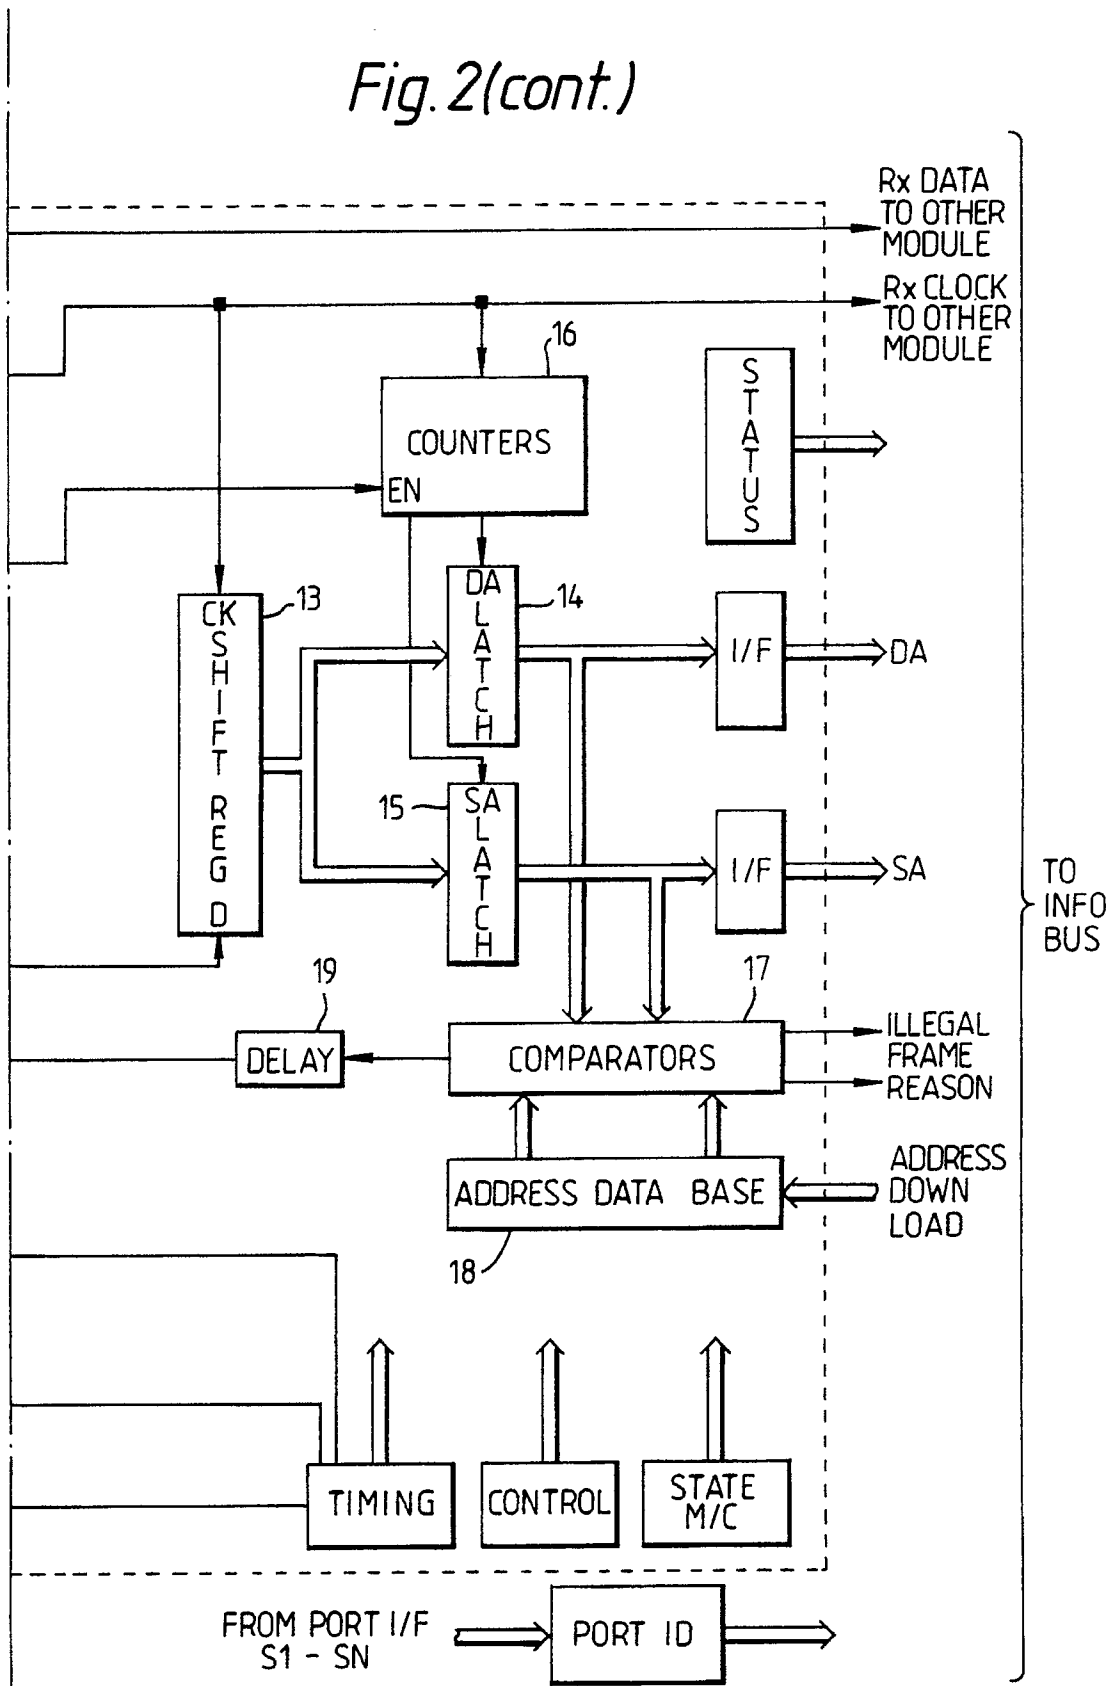 Fig. 2(cont.)
Rx DATA
TO OTHER
MODULE
Rx CLOCK
TO OTHER
MODULE
16
COUNTERS
EN
STATUS
13
CK
SHIFT REG
D
DA
LATCH
14
I/F
DA
15
SA
LATCH
I/F
SA
TO
INFO
BUS
19
DELAY
17
COMPARATORS
ILLEGAL
FRAME
REASON
ADDRESS DATA BASE
18
ADDRESS
DOWN
LOAD
TIMING
CONTROL
STATE
M/C
FROM PORT I/F
S1 - SN
PORT ID